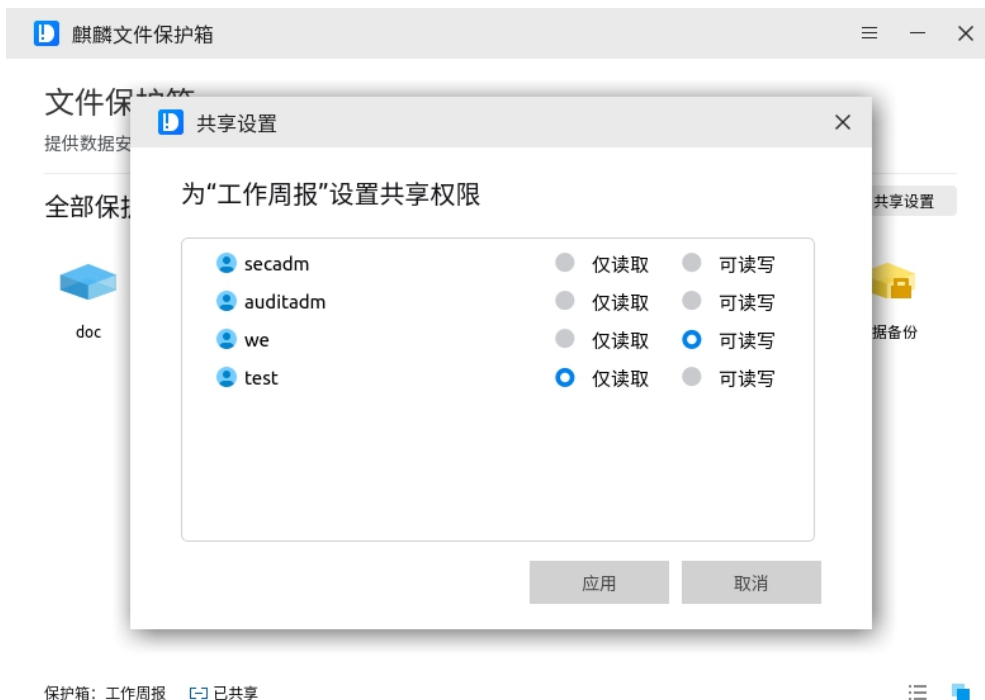 麒麟文件保护箱
文件保护箱
提供数据安
全部保护
共享设置
共享设置
为“工作周报”设置共享权限
secadm 仅读取 可读写
auditadm 仅读取 可读写
we 仅读取 可读写
test 仅读取 可读写
doc
据备份
应用 取消
保护箱：工作周报 已共享